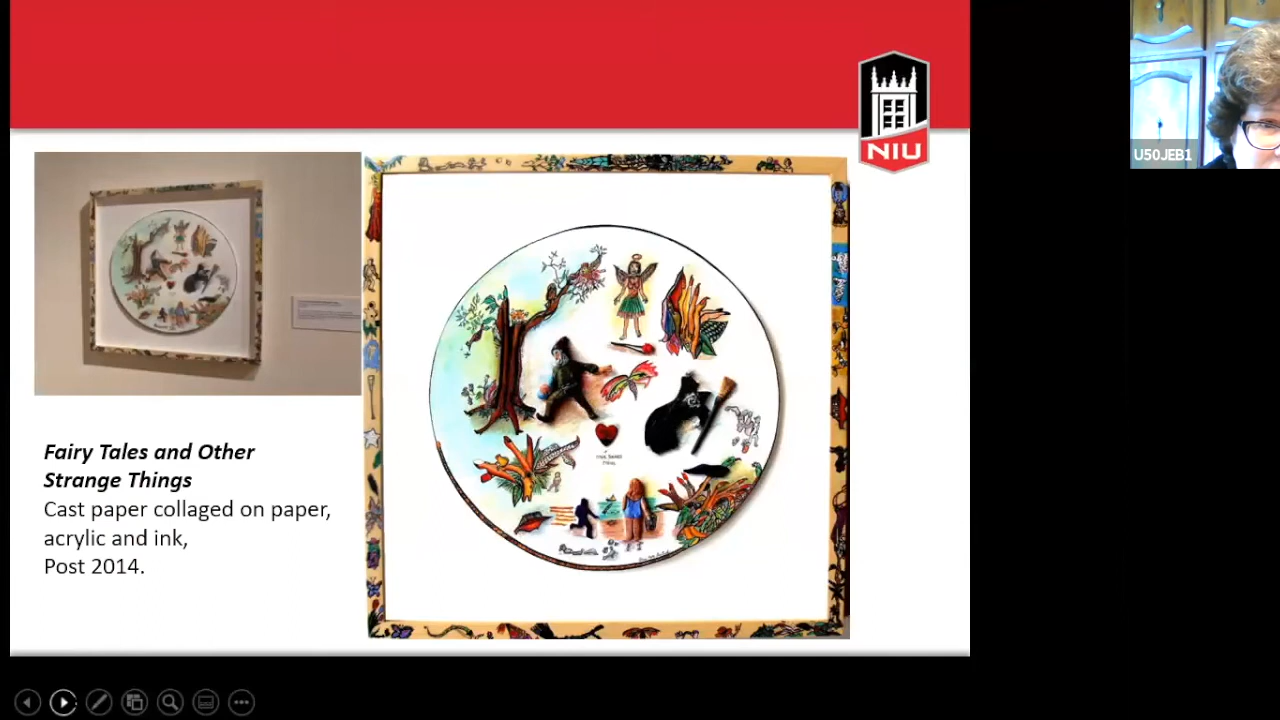 NIU
U50JEB1
Fairy Tales and Other
Strange Things
Cast paper collaged on paper,
acrylic and ink,
Post 2014.